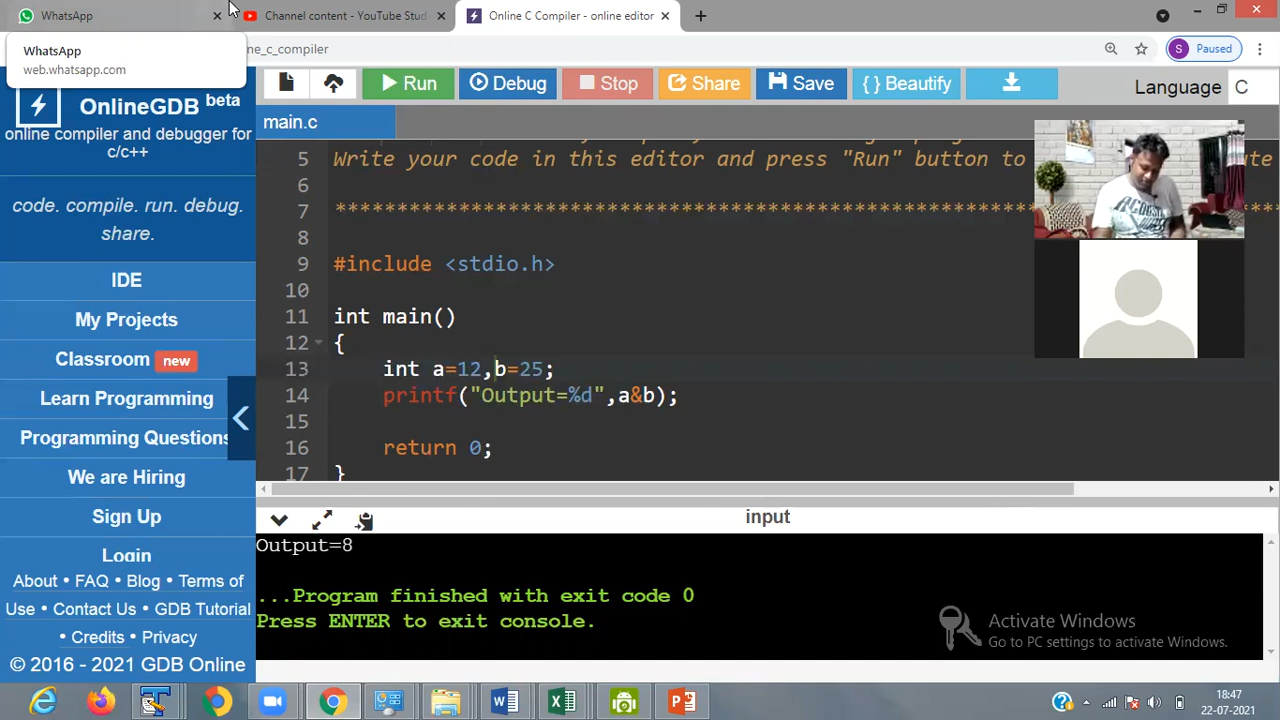 WhatsApp
Channel content - YouTube Stud
Online C Compiler - online editor
WhatsApp
web.whatsapp.com
ne_c_compiler
S
Paused
OnlineGDB beta
online compiler and debugger for
c/c++
code. compile. run. debug.
share.
IDE
My Projects
Classroom new
Learn Programming
Programming Questions
We are Hiring
Sign Up
Login
About • FAQ • Blog • Terms of
Use • Contact Us • GDB Tutorial
• Credits • Privacy
© 2016 - 2021 GDB Online
Run
Debug
Stop
Share
Save
{ } Beautify
Language C
main.c
5 Write your code in this editor and press "Run" button to
6
7 *********************************************************
8
9 #include <stdio.h>
10
11 int main()
12 {
13 int a=12,b=25;
14 printf("Output=%d",a&b);
15
16 return 0;
17 }
input
Output=8
...Program finished with exit code 0
Press ENTER to exit console.
Activate Windows
Go to PC settings to activate Windows.
18:47
22-07-2021